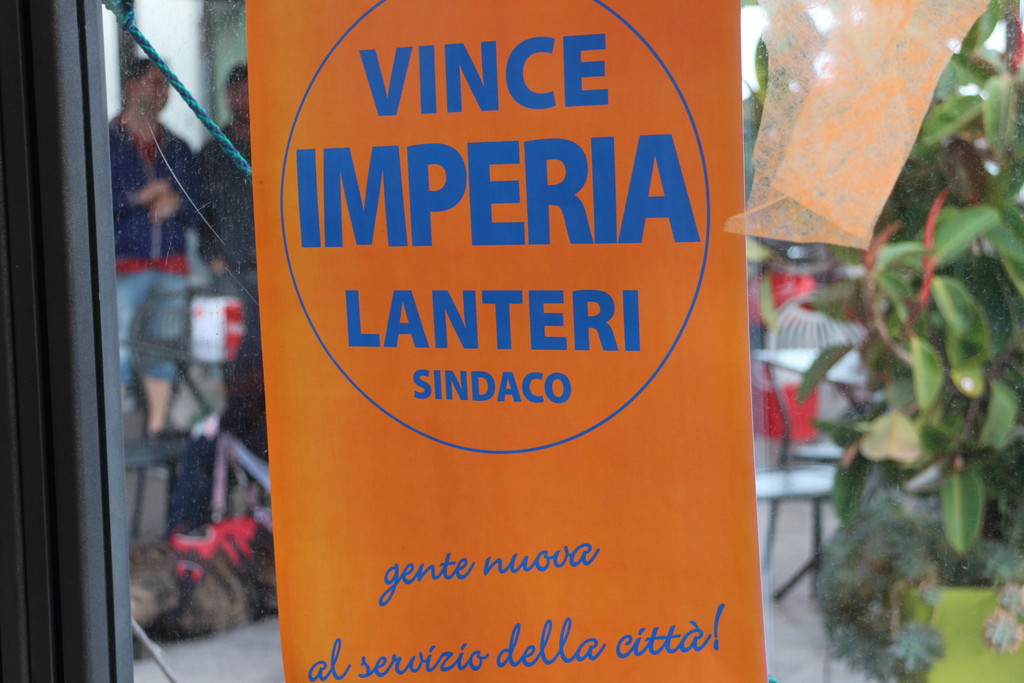 VINCE
IMPERIA
LANTERI
SINDACO
gente nuova
al servizio della città!